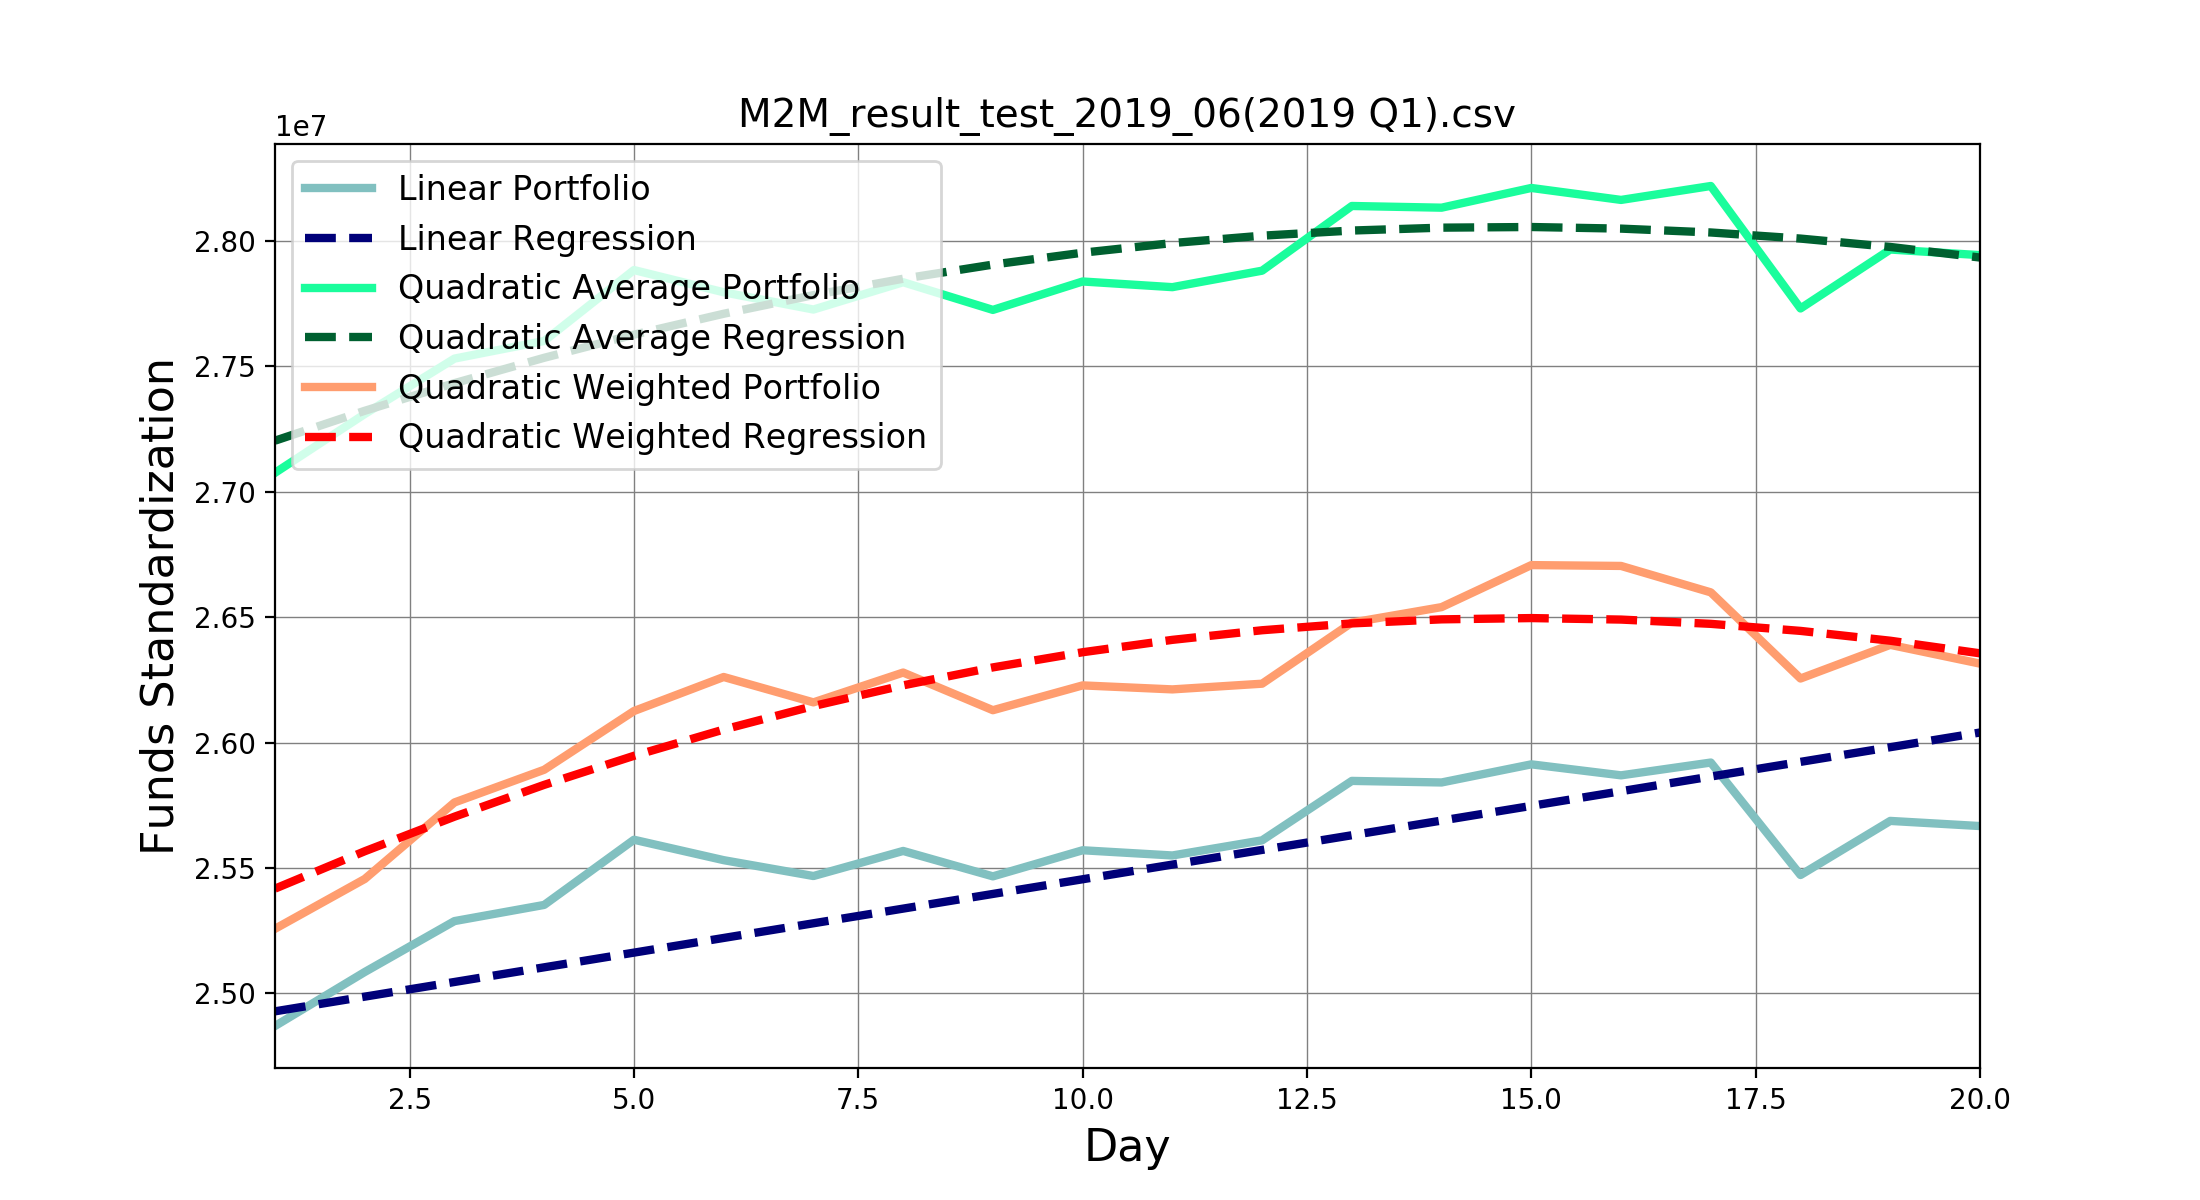 M2M_result_test_2019_06(2019 Q1).csv
1e7
Linear Portfolio
Linear Regression
Quadratic Average Portfolio
Quadratic Average Regression
Quadratic Weighted Portfolio
Quadratic Weighted Regression
2.80
2.75
2.70
2.65
2.60
2.55
2.50
Funds Standardization
2.5 5.0 7.5 10.0 12.5 15.0 17.5 20.0
Day